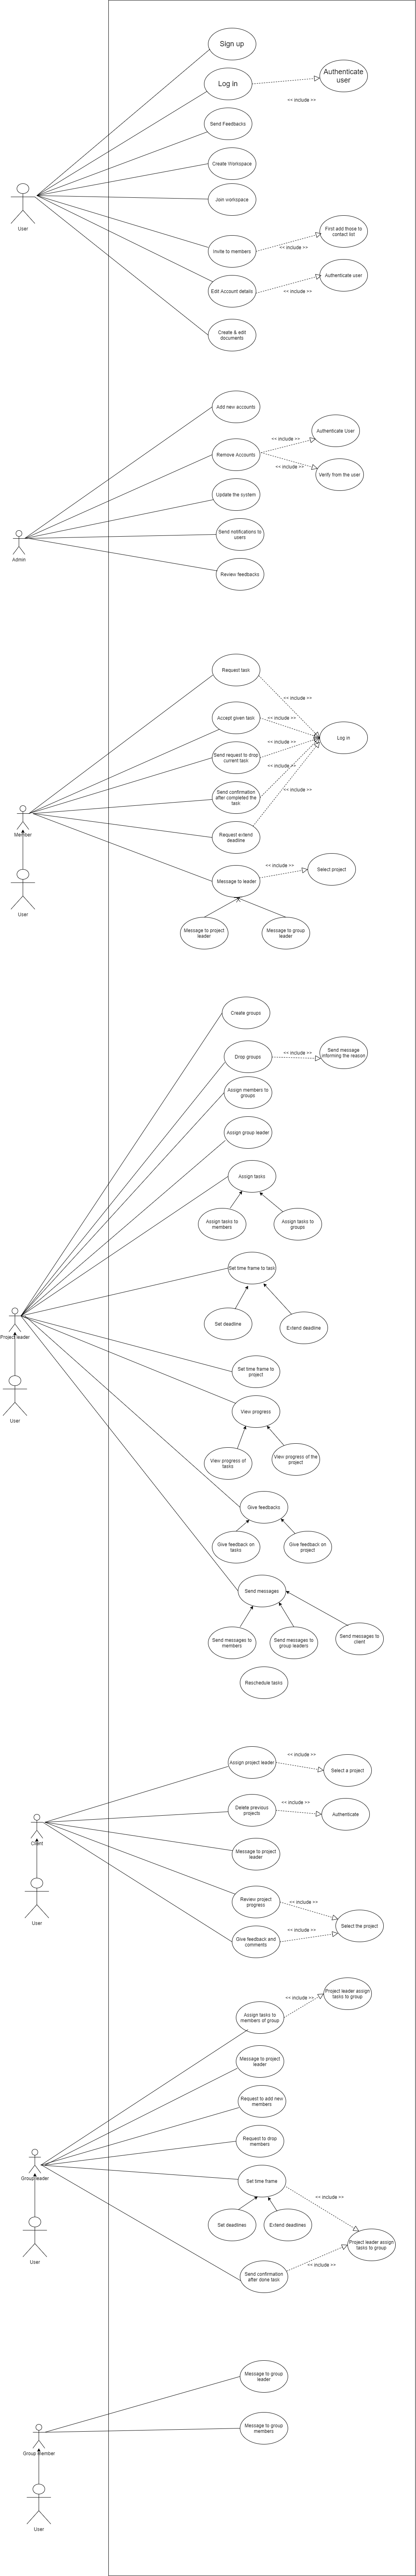 Sign up
Log in
Authenticate
user
<< include >>
Send Feedbacks
Create Workspace
Join workspace
User
First add those to
contact list
<< include >>
Invite to members
Authenticate user
<< include >>
Edit Account details
Create & edit
documents
Add new accounts
Authenticate User
<< include >>
Remove Accounts
<< include >>
Verify from the user
Update the system
Send notifications to
users
Admin
Review feedbacks
Request task
<< include >>
Accept given task
<< include >>
Log in
<< include >>
Send request to drop
current task
<< include >>
<< include >>
Send confirmation
after completed the
task
Member
Request extend
deadline
<< include >>
Select project
Message to leader
User
Message to project
leader
Message to group
leader
Create groups
Drop groups
<< include >>
Send message
informing the reason
Assign members to
groups
Assign group leader
Assign tasks
Assign tasks to
members
Assign tasks to
groups
Set time frame to task
Set deadline
Extend deadline
Project leader
Set time frame to
project
User
View progress
View progress of
tasks
View progress of the
project
Give feedbacks
Give feedback on
tasks
Give feedback on
project
Send messages
Send messages to
members
Send messages to
group leaders
Send messages to
client
Reschedule tasks
<< include >>
Assign project leader
Select a project
<< include >>
Delete previous
projects
Authenticate
Client
Message to project
leader
Review project
progress
<< include >>
User
Select the project
<< include >>
Give feedback and
comments
Project leader assign
tasks to group
<< include >>
Assign tasks to
members of group
Message to project
leader
Request to add new
members
Request to drop
members
Group leader
Set time frame
<< include >>
Set deadlines
Extend deadlines
User
Project leader assign
tasks to group
<< include >>
Send confirmation
after done task
Message to group
leader
Message to group
members
Group member
User